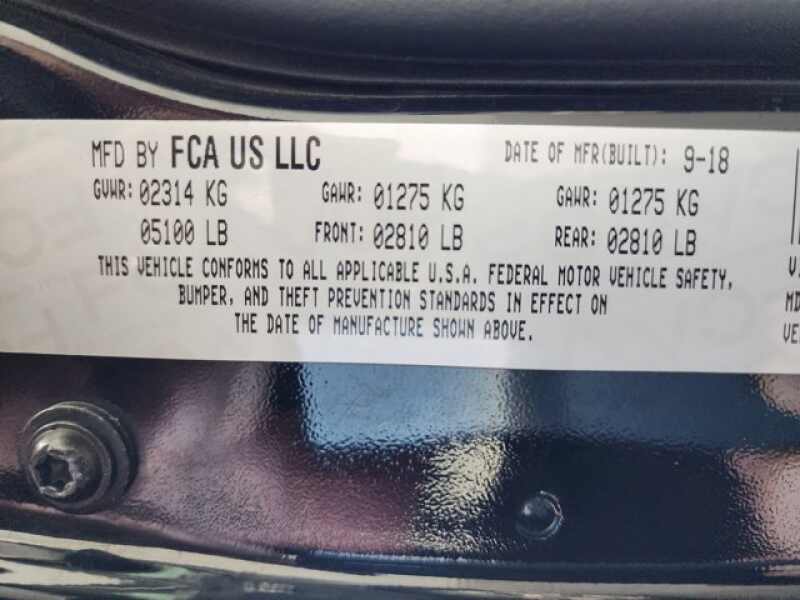 MFD BY FCA US LLC DATE OF MFR(BUILT): 9-18
GVWR: 02314 KG GAWR: 01275 KG GAWR: 01275 KG
05100 LB FRONT: 02810 LB REAR: 02810 LB
THIS VEHICLE CONFORMS TO ALL APPLICABLE U.S.A. FEDERAL MOTOR VEHICLE SAFETY,
BUMPER, AND THEFT PREVENTION STANDARDS IN EFFECT ON
THE DATE OF MANUFACTURE SHOWN ABOVE.